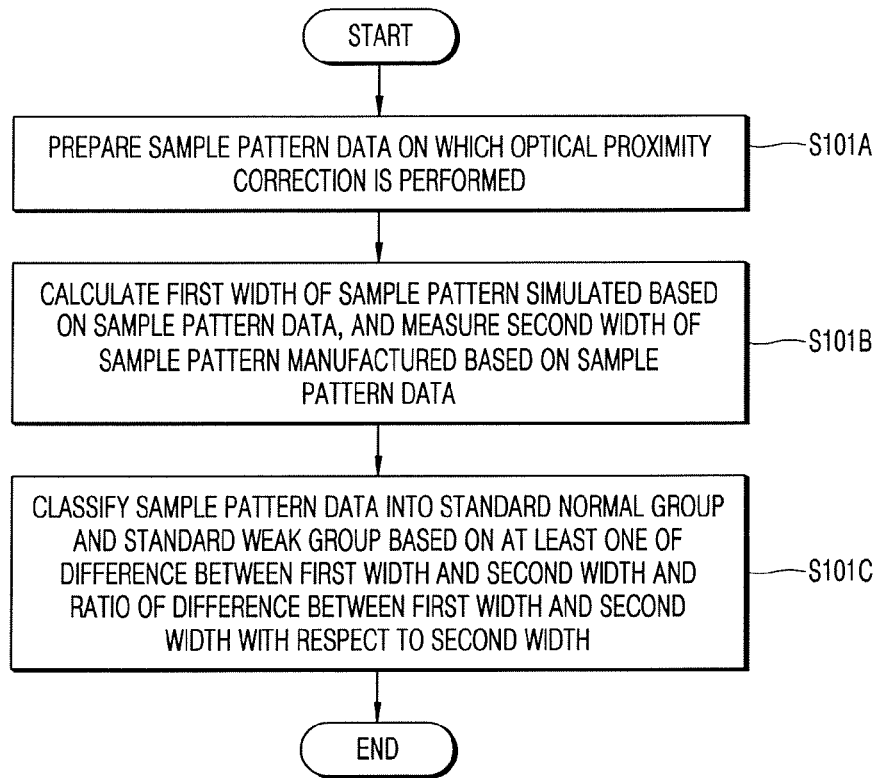 START
PREPARE SAMPLE PATTERN DATA ON WHICH OPTICAL PROXIMITY
CORRECTION IS PERFORMED
S101A
CALCULATE FIRST WIDTH OF SAMPLE PATTERN SIMULATED BASED
ON SAMPLE PATTERN DATA, AND MEASURE SECOND WIDTH OF
SAMPLE PATTERN MANUFACTURED BASED ON SAMPLE
PATTERN DATA
S101B
CLASSIFY SAMPLE PATTERN DATA INTO STANDARD NORMAL GROUP
AND STANDARD WEAK GROUP BASED ON AT LEAST ONE OF
DIFFERENCE BETWEEN FIRST WIDTH AND SECOND WIDTH AND
RATIO OF DIFFERENCE BETWEEN FIRST WIDTH AND SECOND
WIDTH WITH RESPECT TO SECOND WIDTH
S101C
END